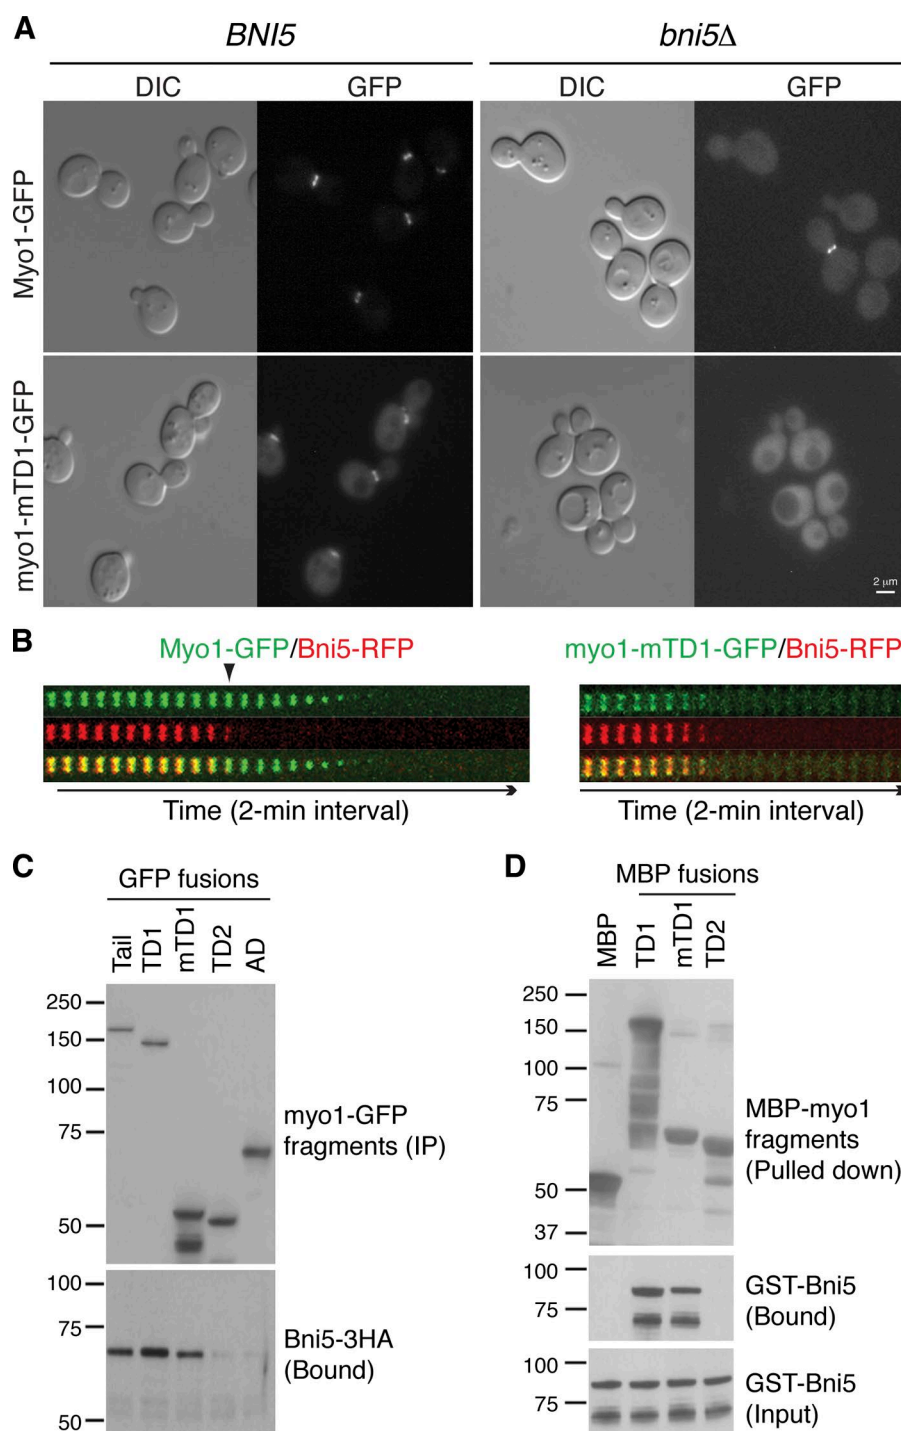 A
BNI5
bni5Δ
DIC
GFP
DIC
GFP
Myo1-GFP
myo1-mTD1-GFP
2 μm
B
Myo1-GFP/Bni5-RFP
myo1-mTD1-GFP/Bni5-RFP
Time (2-min interval)
Time (2-min interval)
C
GFP fusions
Tail
TD1
mTD1
TD2
AD
250
150
100
75
50
myo1-GFP
fragments (IP)
100
75
50
Bni5-3HA
(Bound)
D
MBP fusions
MBP
TD1
mTD1
TD2
250
150
100
75
50
37
MBP-myo1
fragments
(Pulled down)
100
75
GST-Bni5
(Bound)
100
75
GST-Bni5
(Input)